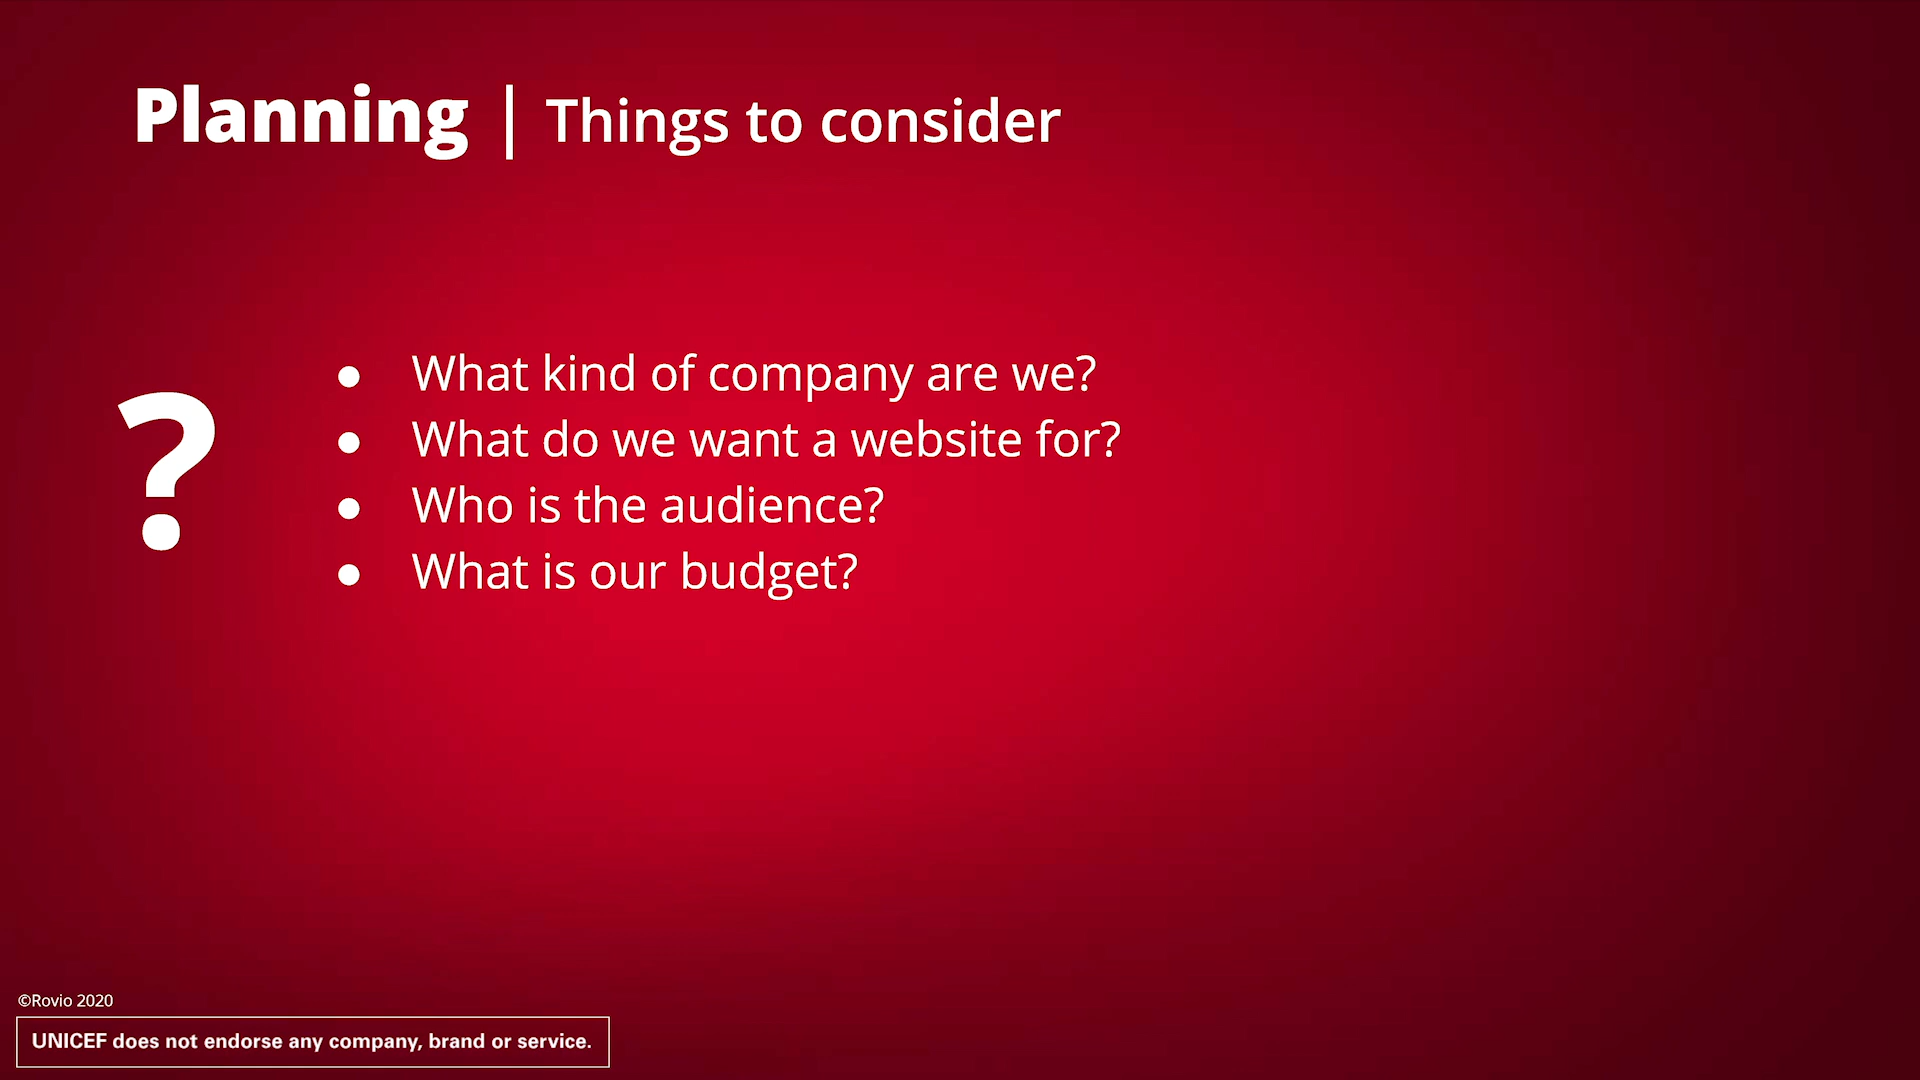 Planning | Things to consider
?
● What kind of company are we?
● What do we want a website for?
● Who is the audience?
● What is our budget?
©Rovio 2020
UNICEF does not endorse any company, brand or service.